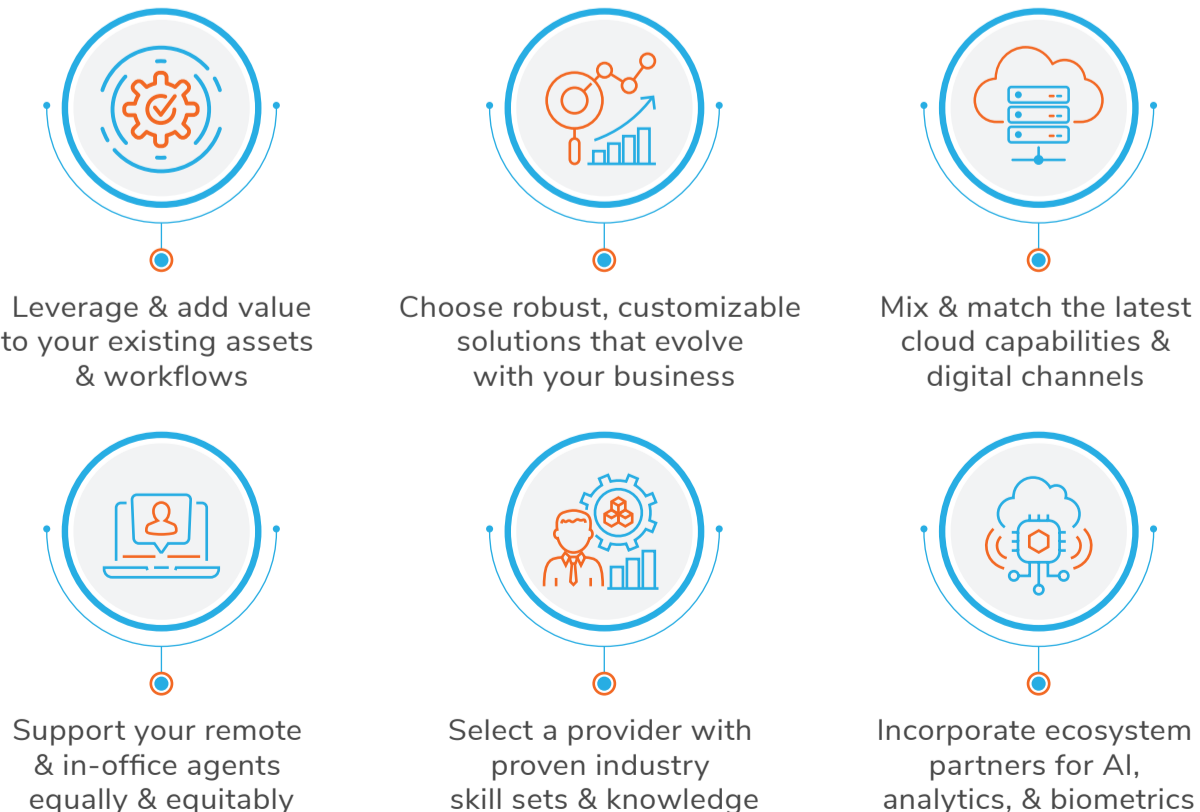 Leverage & add value
to your existing assets
& workflows
Choose robust, customizable
solutions that evolve
with your business
Mix & match the latest
cloud capabilities &
digital channels
Support your remote
& in-office agents
equally & equitably
Select a provider with
proven industry
skill sets & knowledge
Incorporate ecosystem
partners for AI,
analytics, & biometrics